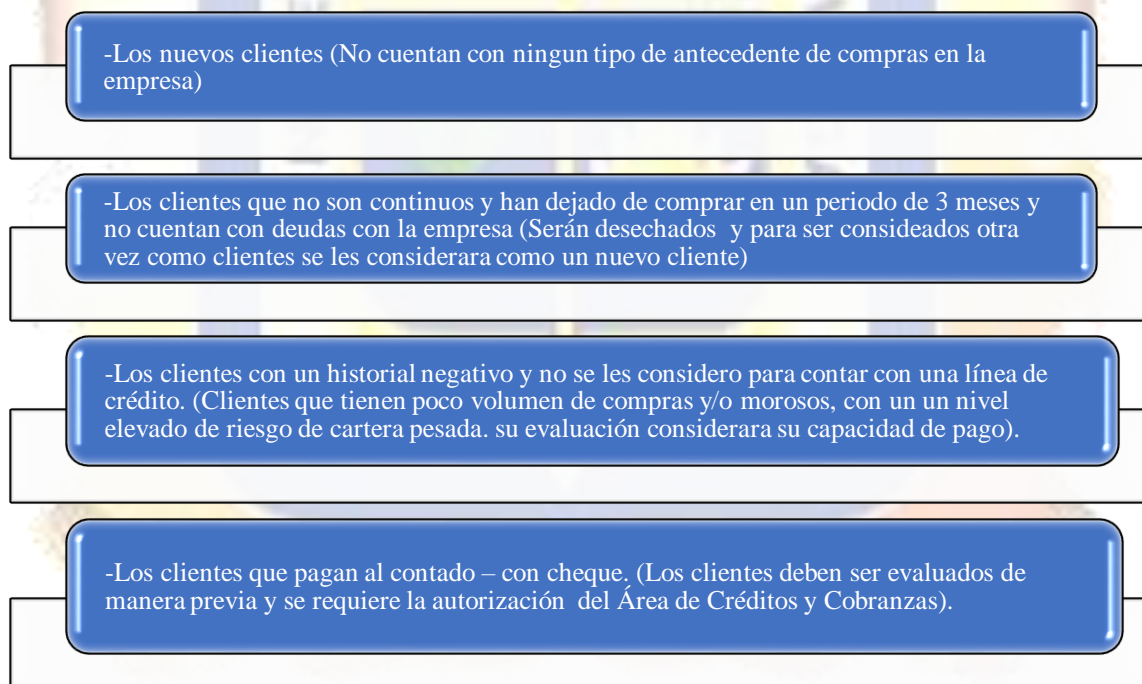 -Los nuevos clientes (No cuentan con ningun tipo de antecedente de compras en la
empresa)
-Los clientes que no son continuos y han dejado de comprar en un periodo de 3 meses y
no cuentan con deudas con la empresa (Serán desechados y para ser consideados otra
vez como clientes se les considerara como un nuevo cliente)
-Los clientes con un historial negativo y no se les considero para contar con una línea de
crédito. (Clientes que tienen poco volumen de compras y/o morosos, con un un nivel
elevado de riesgo de cartera pesada. su evaluación considerara su capacidad de pago).
-Los clientes que pagan al contado – con cheque. (Los clientes deben ser evaluados de
manera previa y se requiere la autorización del Área de Créditos y Cobranzas).